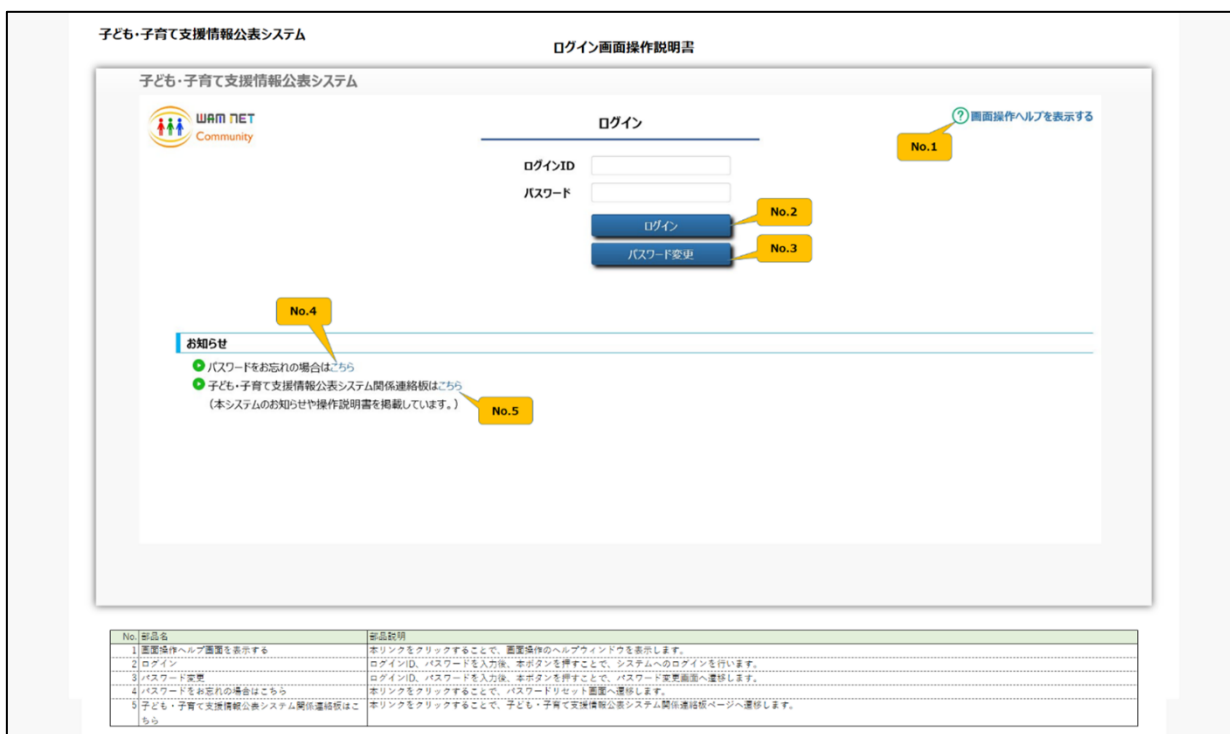 子ども・子育て支援情報公表システム
ログイン画面操作説明書
子ども・子育て支援情報公表システム
WAM NET
Community
ログイン
?画面操作ヘルプを表示する
No.1
ログインID
パスワード
No.2
ログイン
No.3
パスワード変更
No.4
お知らせ
パスワードをお忘れの場合はこちら
子ども・子育て支援情報公表システム関係連絡板はこちら
（本システムのお知らせや操作説明書を掲載しています。）
No.5
No. 部品名 部品説明
1 画面操作ヘルプ画面を表示する 本リンクをクリックすることで、画面操作のヘルプウィンドウを表示します。
2 ログイン ログインID、パスワードを入力後、本ボタンを押すことで、システムへのログインを行います。
3 パスワード変更 ログインID、パスワードを入力後、本ボタンを押すことで、パスワード変更画面へ遷移します。
4 パスワードをお忘れの場合はこちら 本リンクをクリックすることで、パスワードリセット画面へ遷移します。
5 子ども・子育て支援情報公表システム関係連絡板はこ 本リンクをクリックすることで、子ども・子育て支援情報公表システム関係連絡板ページへ遷移します。
ちら